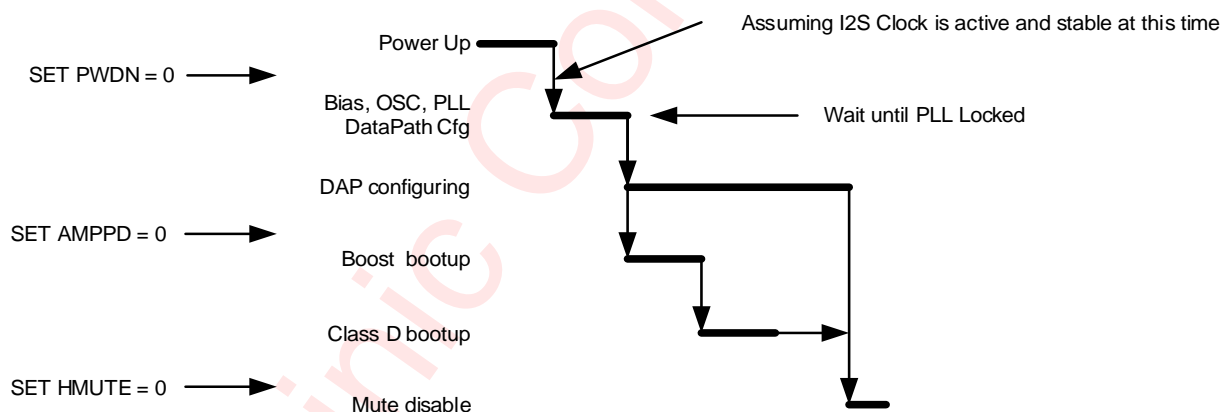 Assuming I2S Clock is active and stable at this time
Power Up
SET PWDN = 0
Bias, OSC, PLL
DataPath Cfg
Wait until PLL Locked
DAP configuring
SET AMPPD = 0
Boost bootup
Class D bootup
SET HMUTE = 0
Mute disable
inic Con